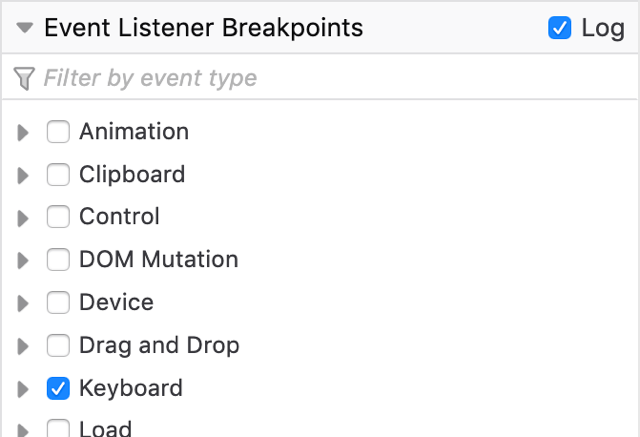 Event Listener Breakpoints Log
Filter by event type
Animation
Clipboard
Control
DOM Mutation
Device
Drag and Drop
Keyboard
Load